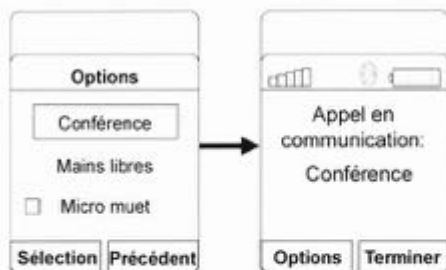 Options
Conférence
Mains libres
Micro muet
Sélection Précédent
Appel en
communication:
Conférence
Options Terminer